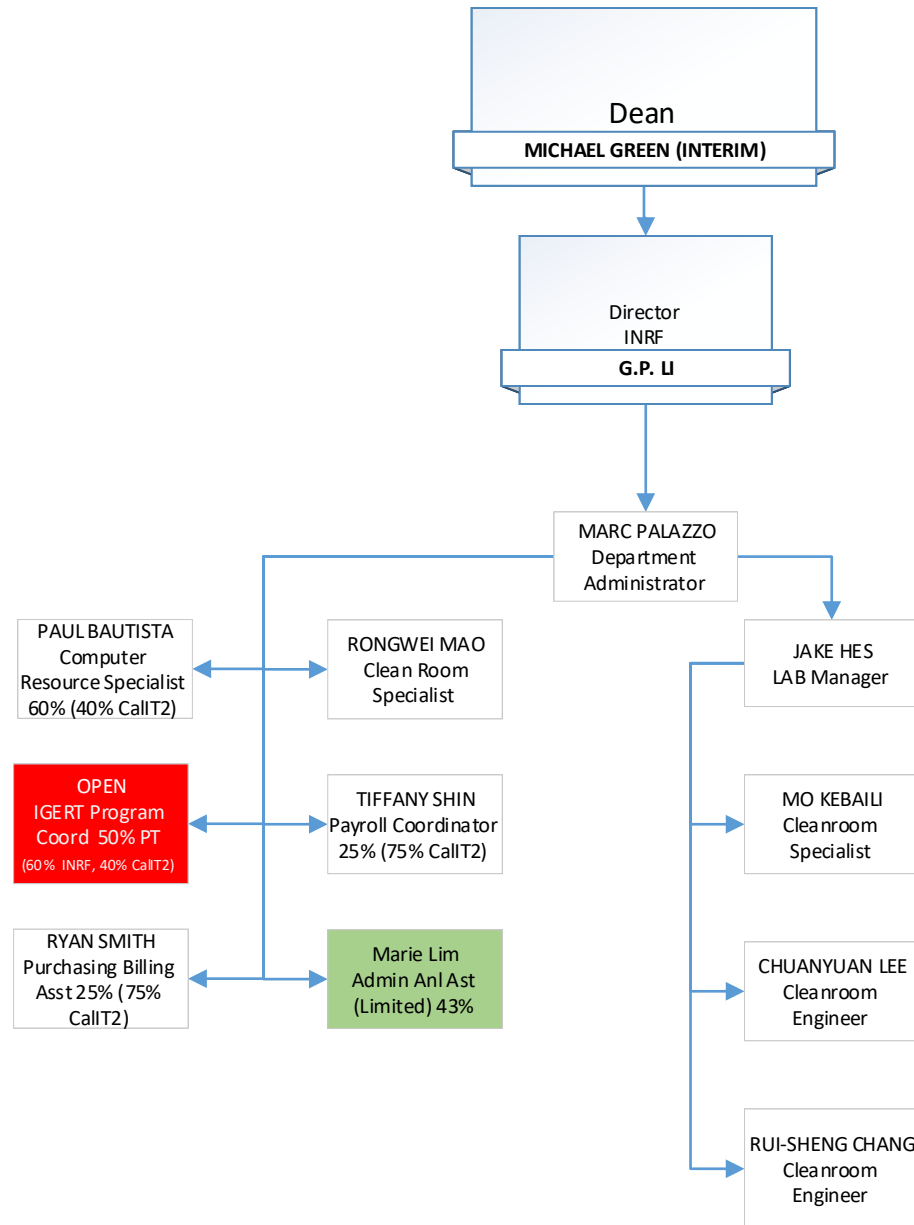 Dean
MICHAEL GREEN (INTERIM)
Director
INRF
G.P. LI
MARC PALAZZO
Department
Administrator
PAUL BAUTISTA
Computer
Resource Specialist
60% (40% CalIT2)
RONGWEI MAO
Clean Room
Specialist
JAKE HES
LAB Manager
OPEN
IGERT Program
Coord 50% PT
(60% INRF, 40% CalIT2)
TIFFANY SHIN
Payroll Coordinator
25% (75% CalIT2)
MO KEBAILI
Cleanroom
Specialist
RYAN SMITH
Purchasing Billing
Asst 25% (75%
CalIT2)
Marie Lim
Admin Anl Ast
(Limited) 43%
CHUANYUAN LEE
Cleanroom
Engineer
RUI-SHENG CHANG
Cleanroom
Engineer